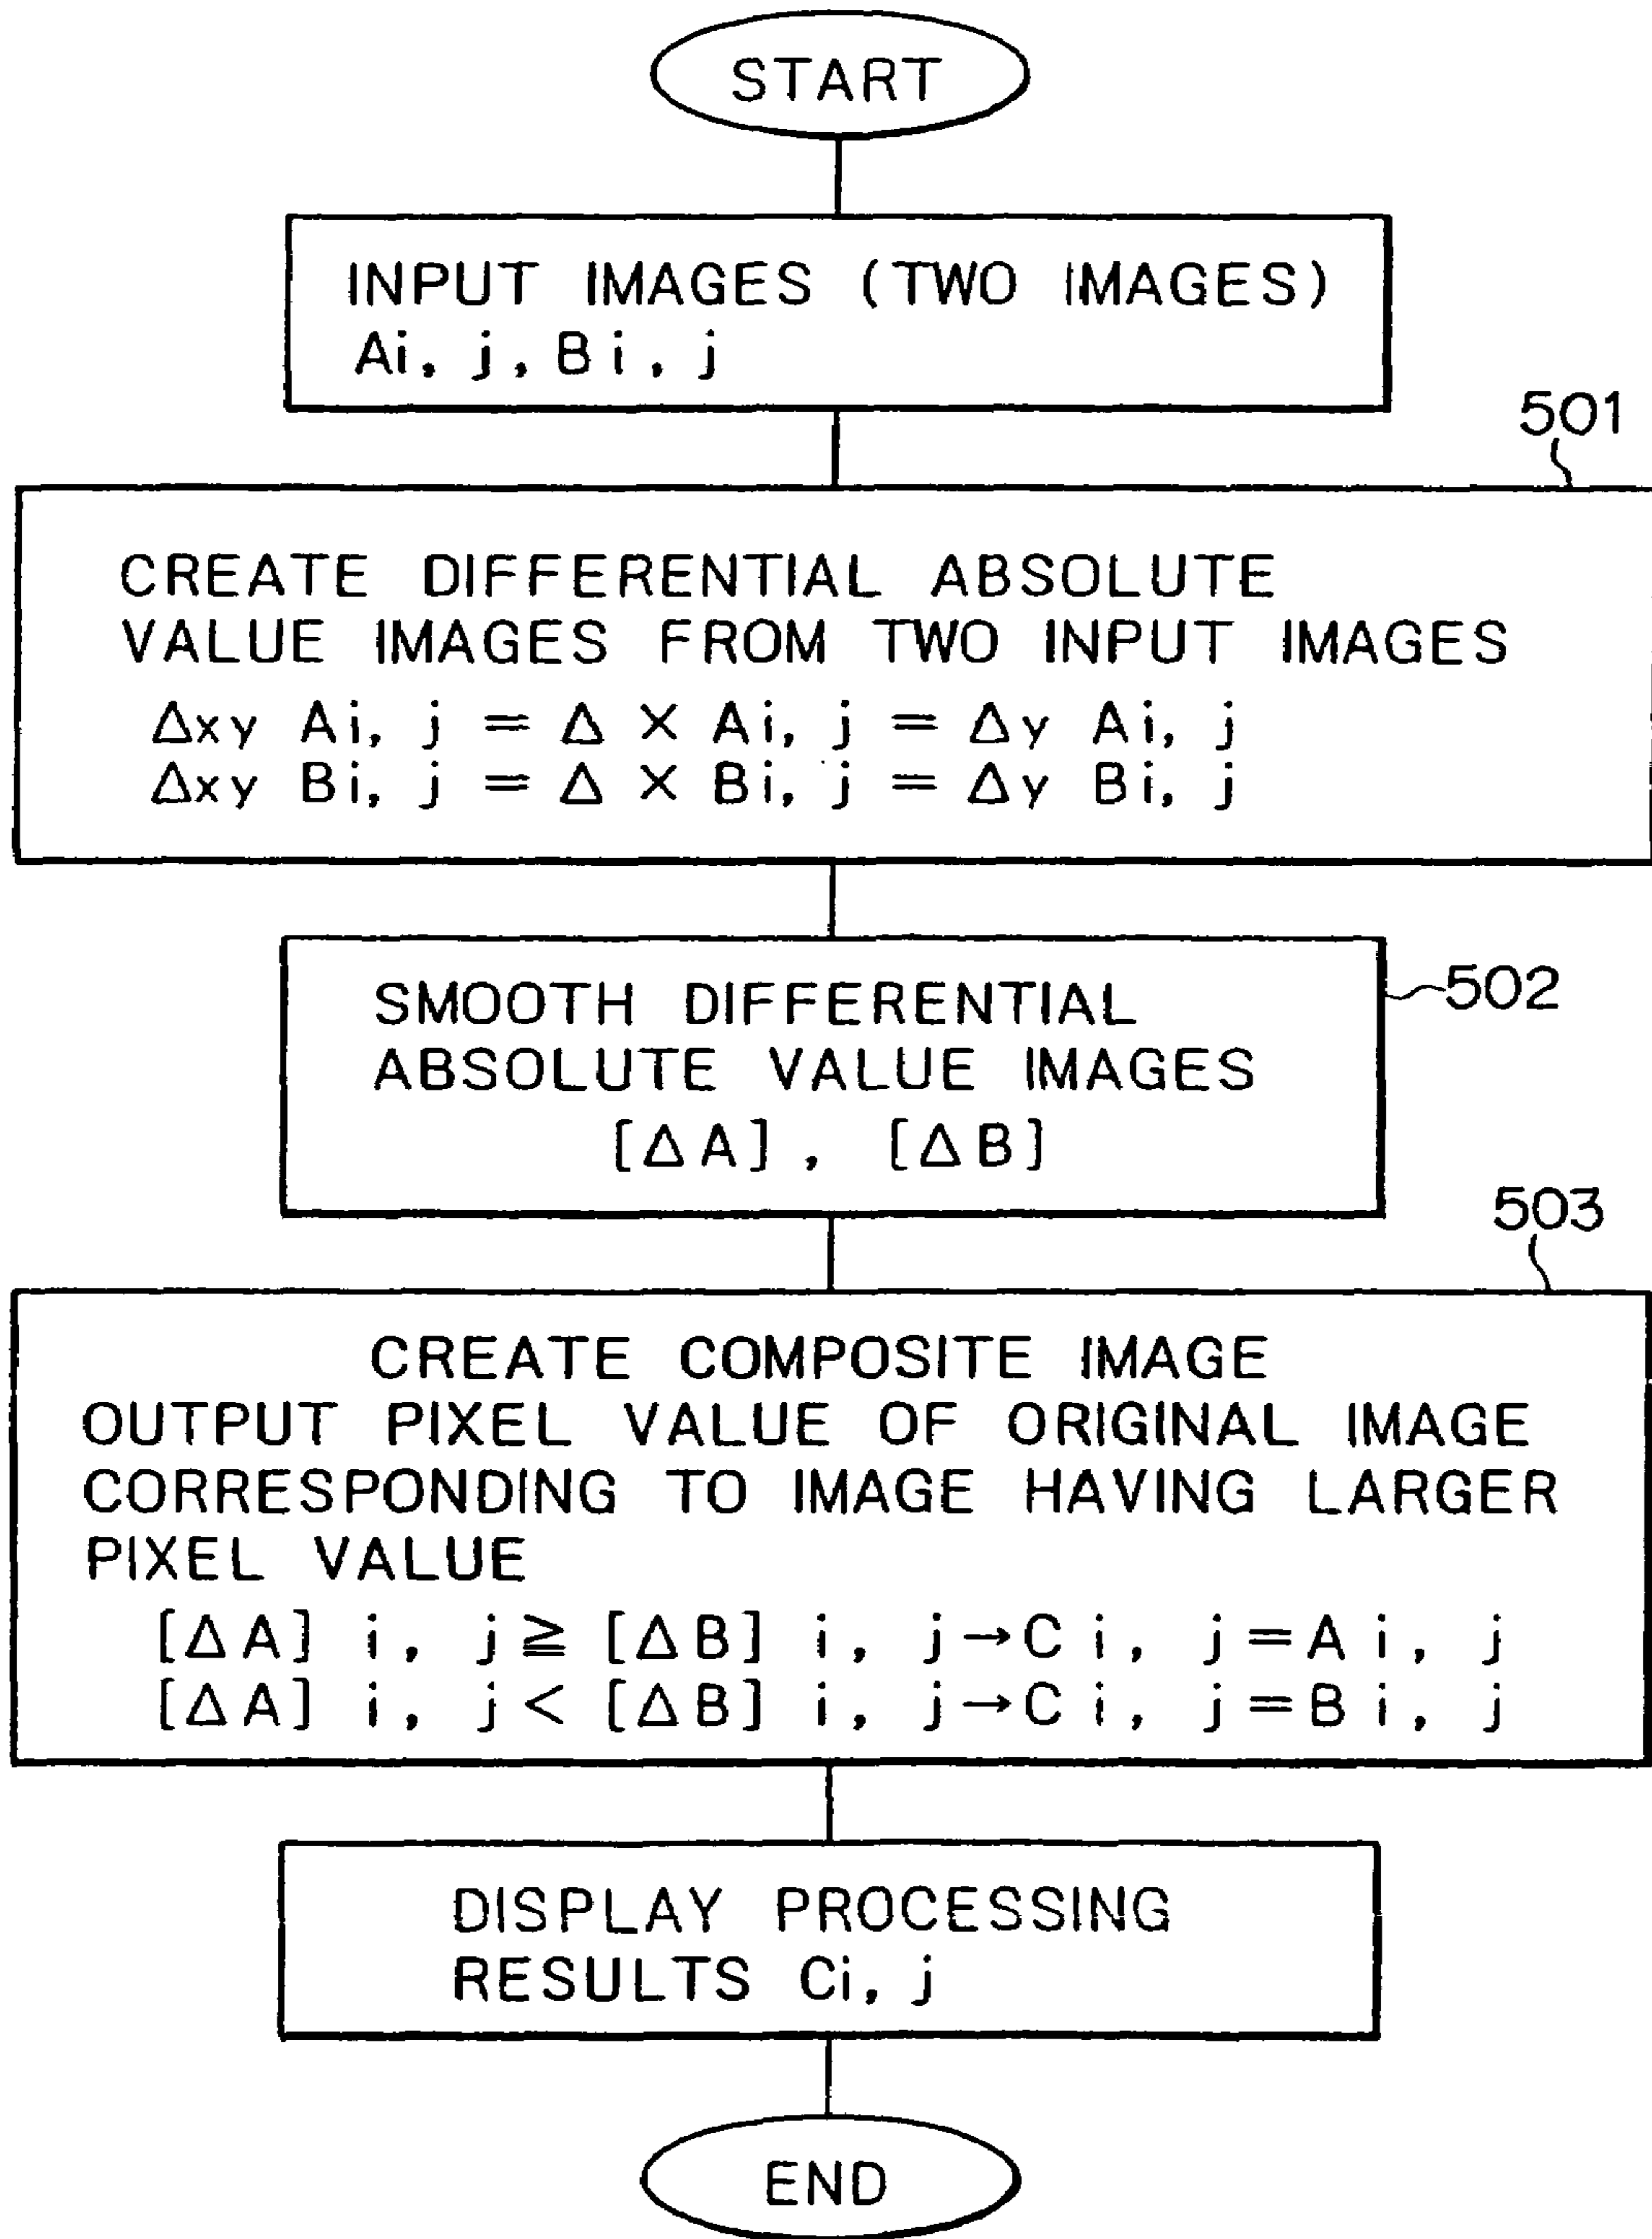 START
INPUT IMAGES (TWO IMAGES)
Ai, j, Bi, j
501
CREATE DIFFERENTIAL ABSOLUTE
VALUE IMAGES FROM TWO INPUT IMAGES
Δxy Ai, j = Δ × Ai, j = Δy Ai, j
Δxy Bi, j = Δ × Bi, j = Δy Bi, j
502
SMOOTH DIFFERENTIAL
ABSOLUTE VALUE IMAGES
[ΔA], [ΔB]
503
CREATE COMPOSITE IMAGE
OUTPUT PIXEL VALUE OF ORIGINAL IMAGE
CORRESPONDING TO IMAGE HAVING LARGER
PIXEL VALUE
[ΔA] i, j ≧ [ΔB] i, j → C i, j = A i, j
[ΔA] i, j < [ΔB] i, j → C i, j = B i, j
DISPLAY PROCESSING
RESULTS Ci, j
END